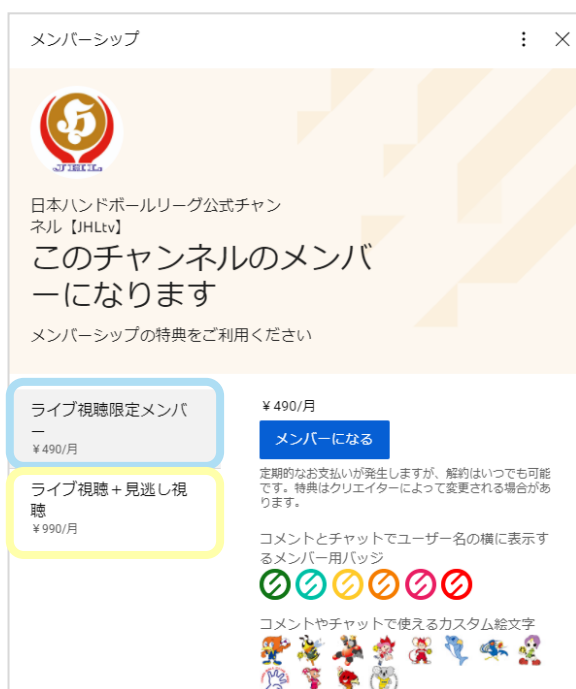 メンバーシップ
JHL
日本ハンドボールリーグ公式チャン
ネル【JHLtv】
このチャンネルのメンバ
ーになります
メンバーシップの特典をご利用ください
ライブ視聴限定メンバ
ー
¥490/月
ライブ視聴＋見逃し視
聴
¥990/月
¥490/月
メンバーになる
定期的なお支払いが発生しますが、解約はいつでも可能
です。特典はクリエイターによって変更される場合があ
ります。
コメントとチャットでユーザー名の横に表示す
るメンバー用バッジ
コメントやチャットで使えるカスタム絵文字